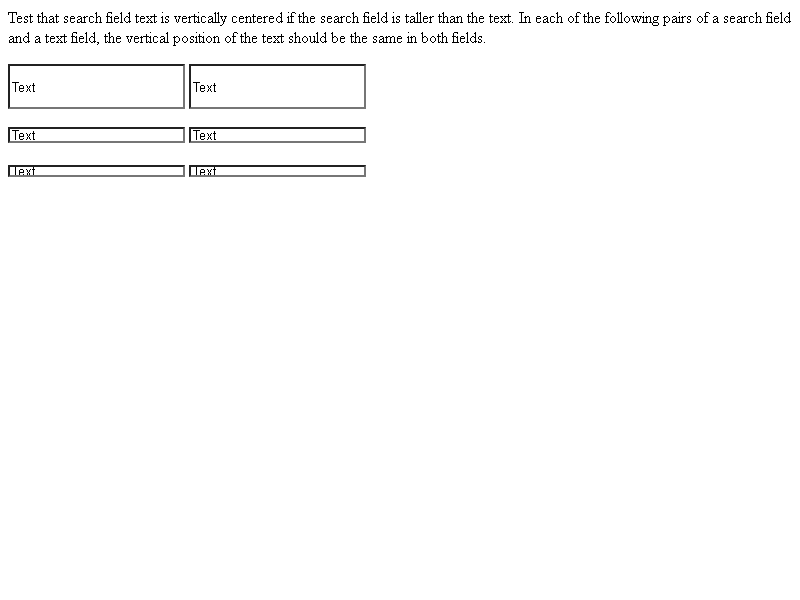 Test that search field text is vertically centered if the search field is taller than the text. In each of the following pairs of a search field
and a text field, the vertical position of the text should be the same in both fields.
Text Text
Text Text
Text Text